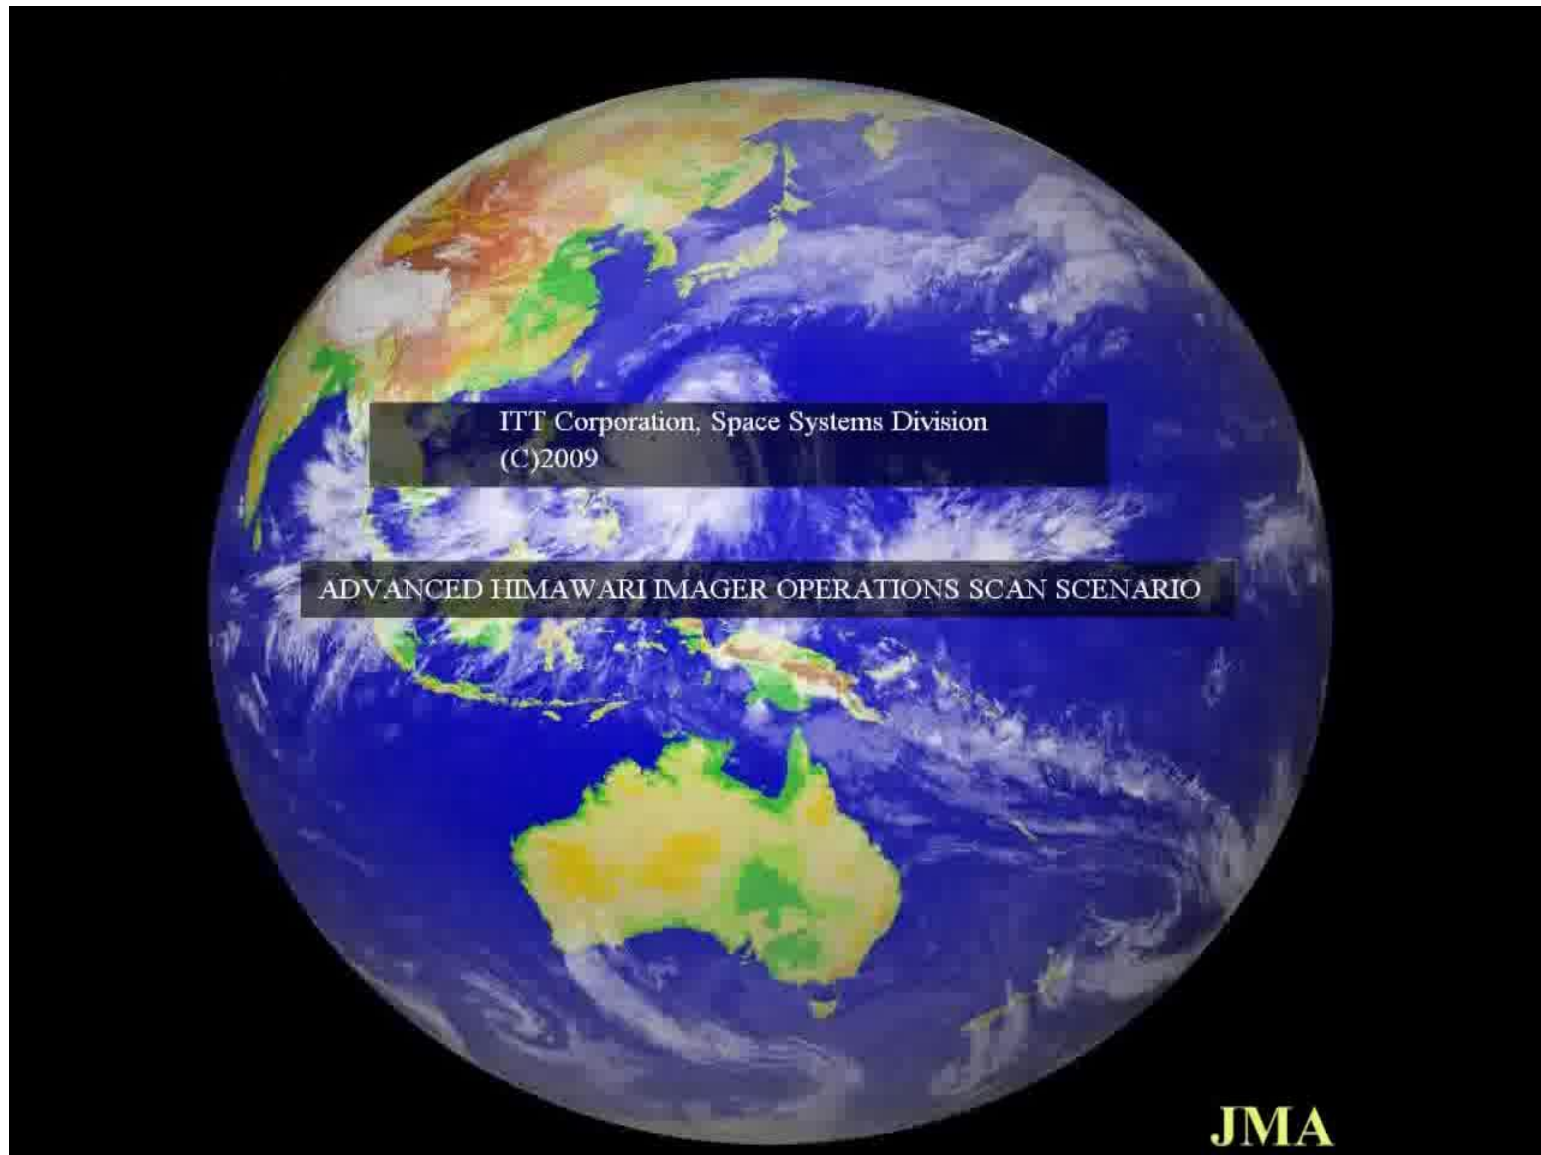 ITT Corporation, Space Systems Division
(C)2009
ADVANCED HIMAWARI IMAGER OPERATIONS SCAN SCENARIO
JMA